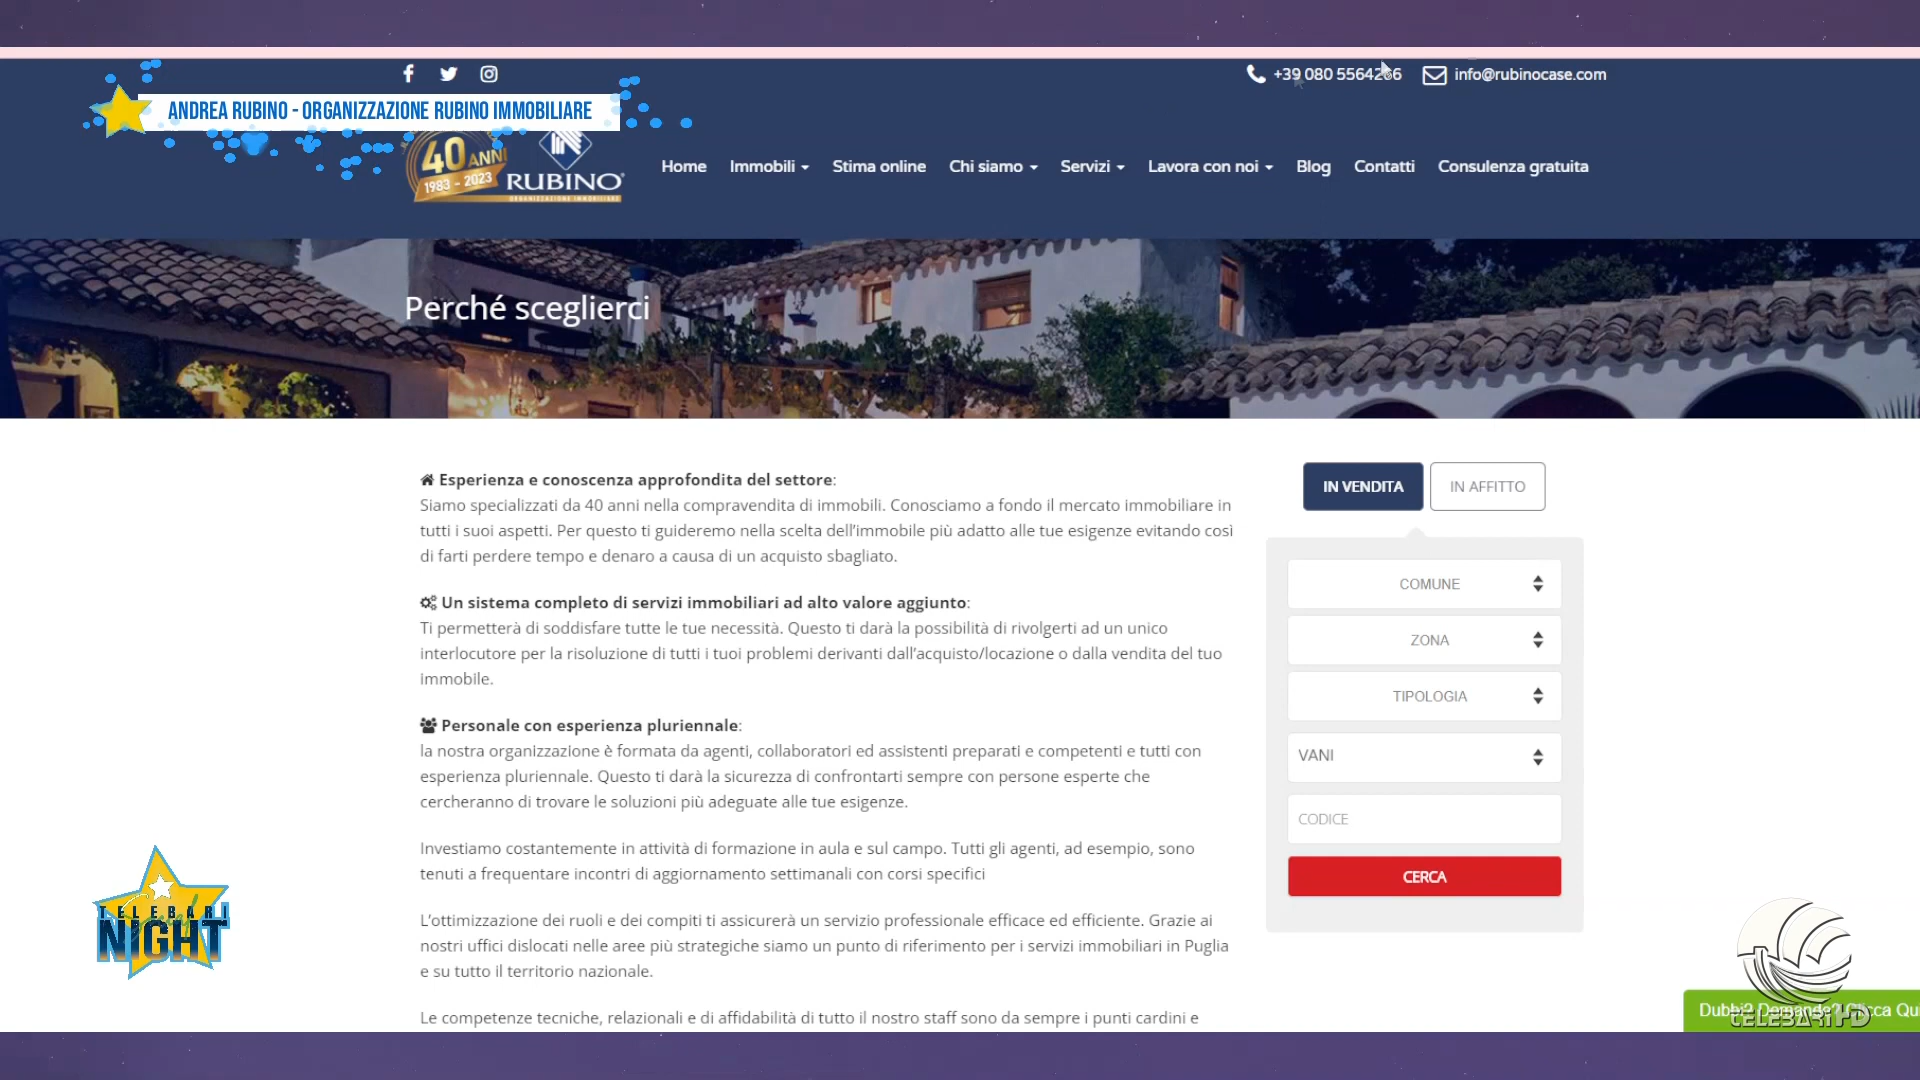 +39 080 5564266 info@rubinocase.com
ANDREA RUBINO - ORGANIZZAZIONE RUBINO IMMOBILIARE
40 ANNI
1983 - 2023
RUBINO
ORGANIZZAZIONE IMMOBILIARE
Home Immobili Stima online Chi siamo Servizi Lavora con noi Blog Contatti Consulenza gratuita
Perché sceglierci
Esperienza e conoscenza approfondita del settore:
Siamo specializzati da 40 anni nella compravendita di immobili. Conosciamo a fondo il mercato immobiliare in
tutti i suoi aspetti. Per questo ti guideremo nella scelta dell'immobile più adatto alle tue esigenze evitando così
di farti perdere tempo e denaro a causa di un acquisto sbagliato.
Un sistema completo di servizi immobiliari ad alto valore aggiunto:
Ti permetterà di soddisfare tutte le tue necessità. Questo ti darà la possibilità di rivolgerti ad un unico
interlocutore per la risoluzione di tutti i tuoi problemi derivanti dall'acquisto/locazione o dalla vendita del tuo
immobile.
Personale con esperienza pluriennale:
la nostra organizzazione è formata da agenti, collaboratori ed assistenti preparati e competenti e tutti con
esperienza pluriennale. Questo ti darà la sicurezza di confrontarti sempre con persone esperte che
cercheranno di trovare le soluzioni più adeguate alle tue esigenze.
Investiamo costantemente in attività di formazione in aula e sul campo. Tutti gli agenti, ad esempio, sono
tenuti a frequentare incontri di aggiornamento settimanali con corsi specifici
L'ottimizzazione dei ruoli e dei compiti ti assicurerà un servizio professionale efficace ed efficiente. Grazie ai
nostri uffici dislocati nelle aree più strategiche siamo un punto di riferimento per i servizi immobiliari in Puglia
e su tutto il territorio nazionale.
Le competenze tecniche, relazionali e di affidabilità di tutto il nostro staff sono da sempre i punti cardini e
IN VENDITA IN AFFITTO
COMUNE
ZONA
TIPOLOGIA
VANI
CODICE
CERCA
TELEBARI
NIGHT
Dubbi? Domande? Clicca Qui
TELEBARI HD